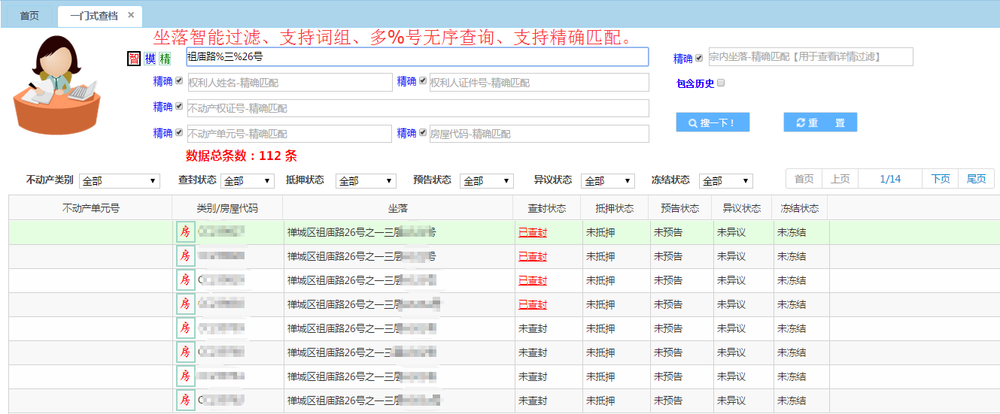 首页 一门式查档 ×
坐落智能过滤、支持词组、多%号无序查询、支持精确匹配。
智 模 精 祖庙路%三%26号 精确 宗内坐落-精确匹配【用于查看详情过滤】
精确 权利人姓名-精确匹配 精确 权利人证件号-精确匹配 包含历史
精确 不动产权证号-精确匹配
搜一下！ 重 置
精确 不动产单元号-精确匹配 精确 房屋代码-精确匹配
数据总条数：112 条
不动产类别 全部 查封状态 全部 抵押状态 全部 预告状态 全部 异议状态 全部 冻结状态 全部 首页 上页 1/14 下页 尾页
不动产单元号 类别/房屋代码 坐落 查封状态 抵押状态 预告状态 异议状态 冻结状态
房 禅城区祖庙路26号之一三层 号 已查封 未抵押 未预告 未异议 未冻结
房 禅城区祖庙路26号之一三层 号 已查封 未抵押 未预告 未异议 未冻结
房 禅城区祖庙路26号之一三层 已查封 未抵押 未预告 未异议 未冻结
房 禅城区祖庙路26号之一三层 已查封 未抵押 未预告 未异议 未冻结
房 禅城区祖庙路26号之一三层 未查封 未抵押 未预告 未异议 未冻结
房 禅城区祖庙路26号之一三 未查封 未抵押 未预告 未异议 未冻结
房 禅城区祖庙路26号之一三层 未查封 未抵押 未预告 未异议 未冻结
房 禅城区祖庙路26号之一三层 未查封 未抵押 未预告 未异议 未冻结